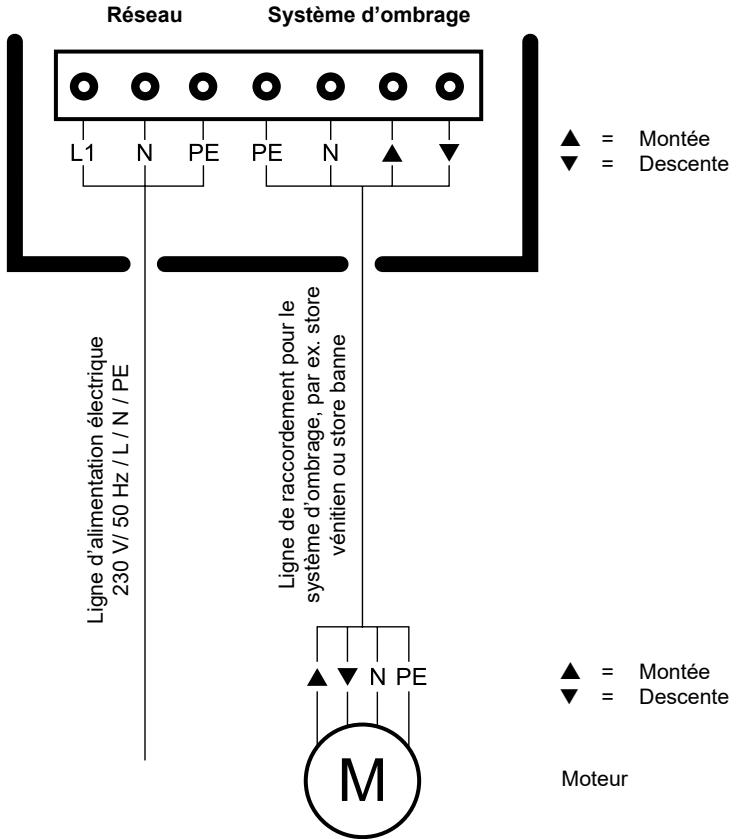 Réseau
Système d'ombrage
L1 N PE PE N ▲ ▼
▲ = Montée
▼ = Descente
Ligne d'alimentation électrique
230 V/ 50 Hz / L / N / PE
Ligne de raccordement pour le
système d'ombrage, par ex. store
vénitien ou store banne
▲ ▼ N PE
▲ = Montée
▼ = Descente
M
Moteur